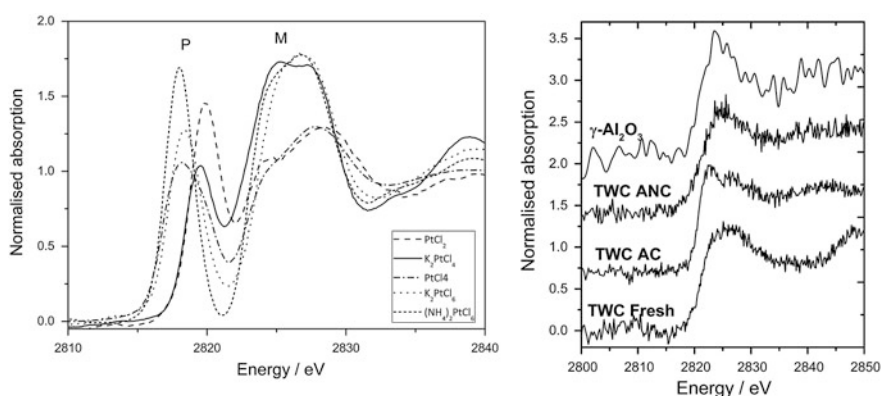 2.0
1.5
1.0
0.5
0.0
Normalised absorption
P
M
PtCl₂
K₂PtCl₄
PtCl4
K₂PtCl₆
(NH₄)₂PtCl₆
2810
2820
2830
2840
Energy / eV
3.5
3.0
2.5
2.0
1.5
1.0
0.5
0.0
Normalised absorption
γ-Al₂O₃
TWC ANC
TWC AC
TWC Fresh
2800
2810
2820
2830
2840
2850
Energy / eV